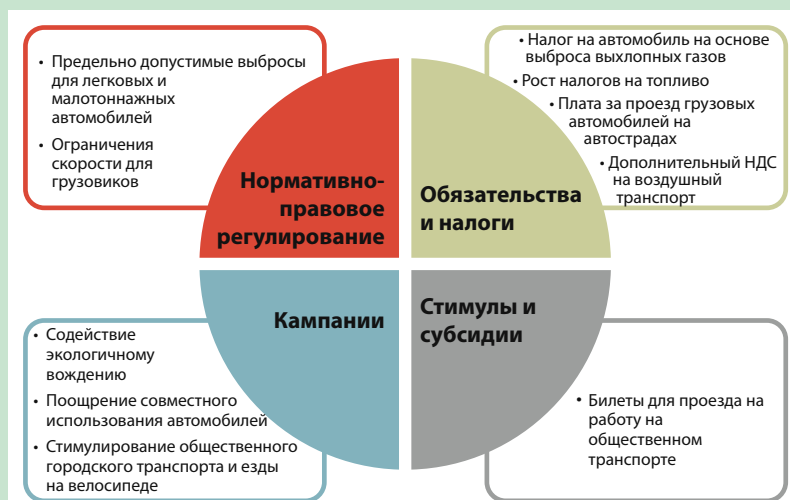 • Предельно допустимые выбросы
для легковых и
малотоннажных
автомобилей
• Ограничения
скорости для
грузовиков
Нормативно-
правовое
регулирование
• Налог на автомобиль на основе
выброса выхлопных газов
• Рост налогов на топливо
• Плата за проезд грузовых
автомобилей на
автострадах
• Дополнительный НДС
на воздушный
транспорт
Обязательства
и налоги
Кампании
• Содействие
экологичному
вождению
• Поощрение совместного
использования автомобилей
• Стимулирование общественного
городского транспорта и езды
на велосипеде
Стимулы и
субсидии
• Билеты для проезда на
работу на
общественном
транспорте